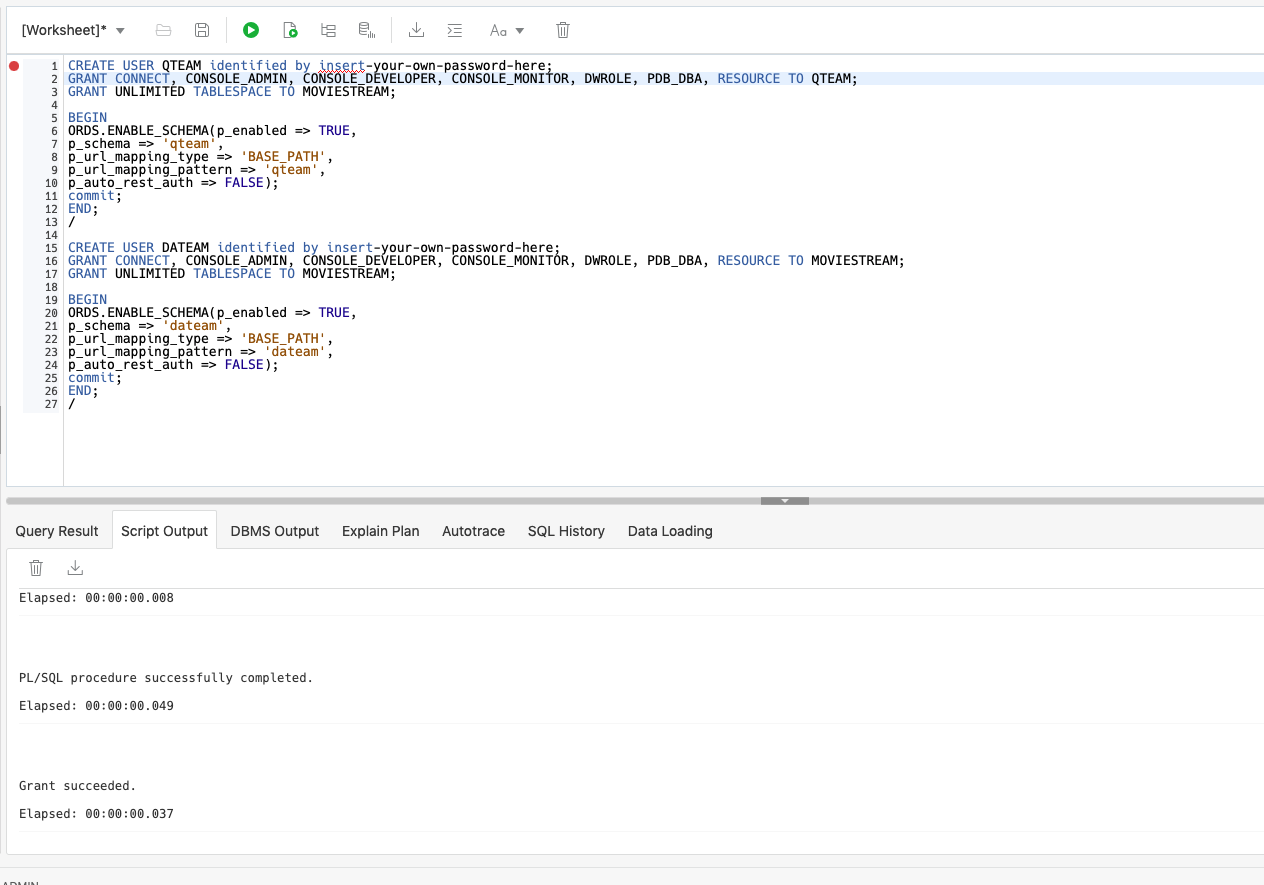 [Worksheet]*
Aa
1 CREATE USER QTEAM identified by insert-your-own-password-here;
2 GRANT CONNECT, CONSOLE_ADMIN, CONSOLE_DEVELOPER, CONSOLE_MONITOR, DWROLE, PDB_DBA, RESOURCE TO QTEAM;
3 GRANT UNLIMITED TABLESPACE TO MOVIESTREAM;
4
5 BEGIN
6 ORDS.ENABLE_SCHEMA(p_enabled => TRUE,
7 p_schema => 'qteam',
8 p_url_mapping_type => 'BASE_PATH',
9 p_url_mapping_pattern => 'qteam',
10 p_auto_rest_auth => FALSE);
11 commit;
12 END;
13 /
14
15 CREATE USER DATEAM identified by insert-your-own-password-here;
16 GRANT CONNECT, CONSOLE_ADMIN, CONSOLE_DEVELOPER, CONSOLE_MONITOR, DWROLE, PDB_DBA, RESOURCE TO MOVIESTREAM;
17 GRANT UNLIMITED TABLESPACE TO MOVIESTREAM;
18
19 BEGIN
20 ORDS.ENABLE_SCHEMA(p_enabled => TRUE,
21 p_schema => 'dateam',
22 p_url_mapping_type => 'BASE_PATH',
23 p_url_mapping_pattern => 'dateam',
24 p_auto_rest_auth => FALSE);
25 commit;
26 END;
27 /
Query Result Script Output DBMS Output Explain Plan Autotrace SQL History Data Loading
Elapsed: 00:00:00.008
PL/SQL procedure successfully completed.
Elapsed: 00:00:00.049
Grant succeeded.
Elapsed: 00:00:00.037
ADMIN